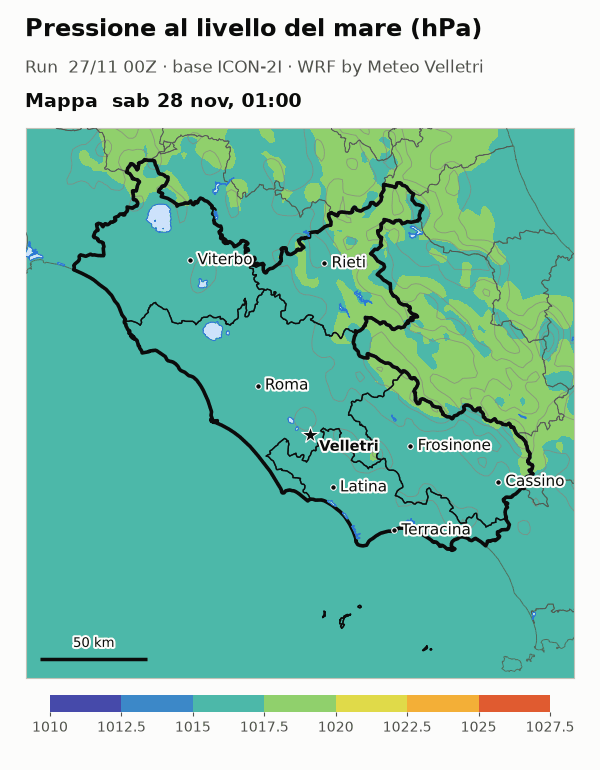 Pressione al livello del mare (hPa)
Run  27/11 00Z · base ICON-2I · WRF by Meteo Velletri
Mappa  sab 28 nov, 01:00
Viterbo
Rieti
Roma
Velletri
Frosinone
Latina
Cassino
Terracina
50 km
1010 1012.5 1015 1017.5 1020 1022.5 1025 1027.5